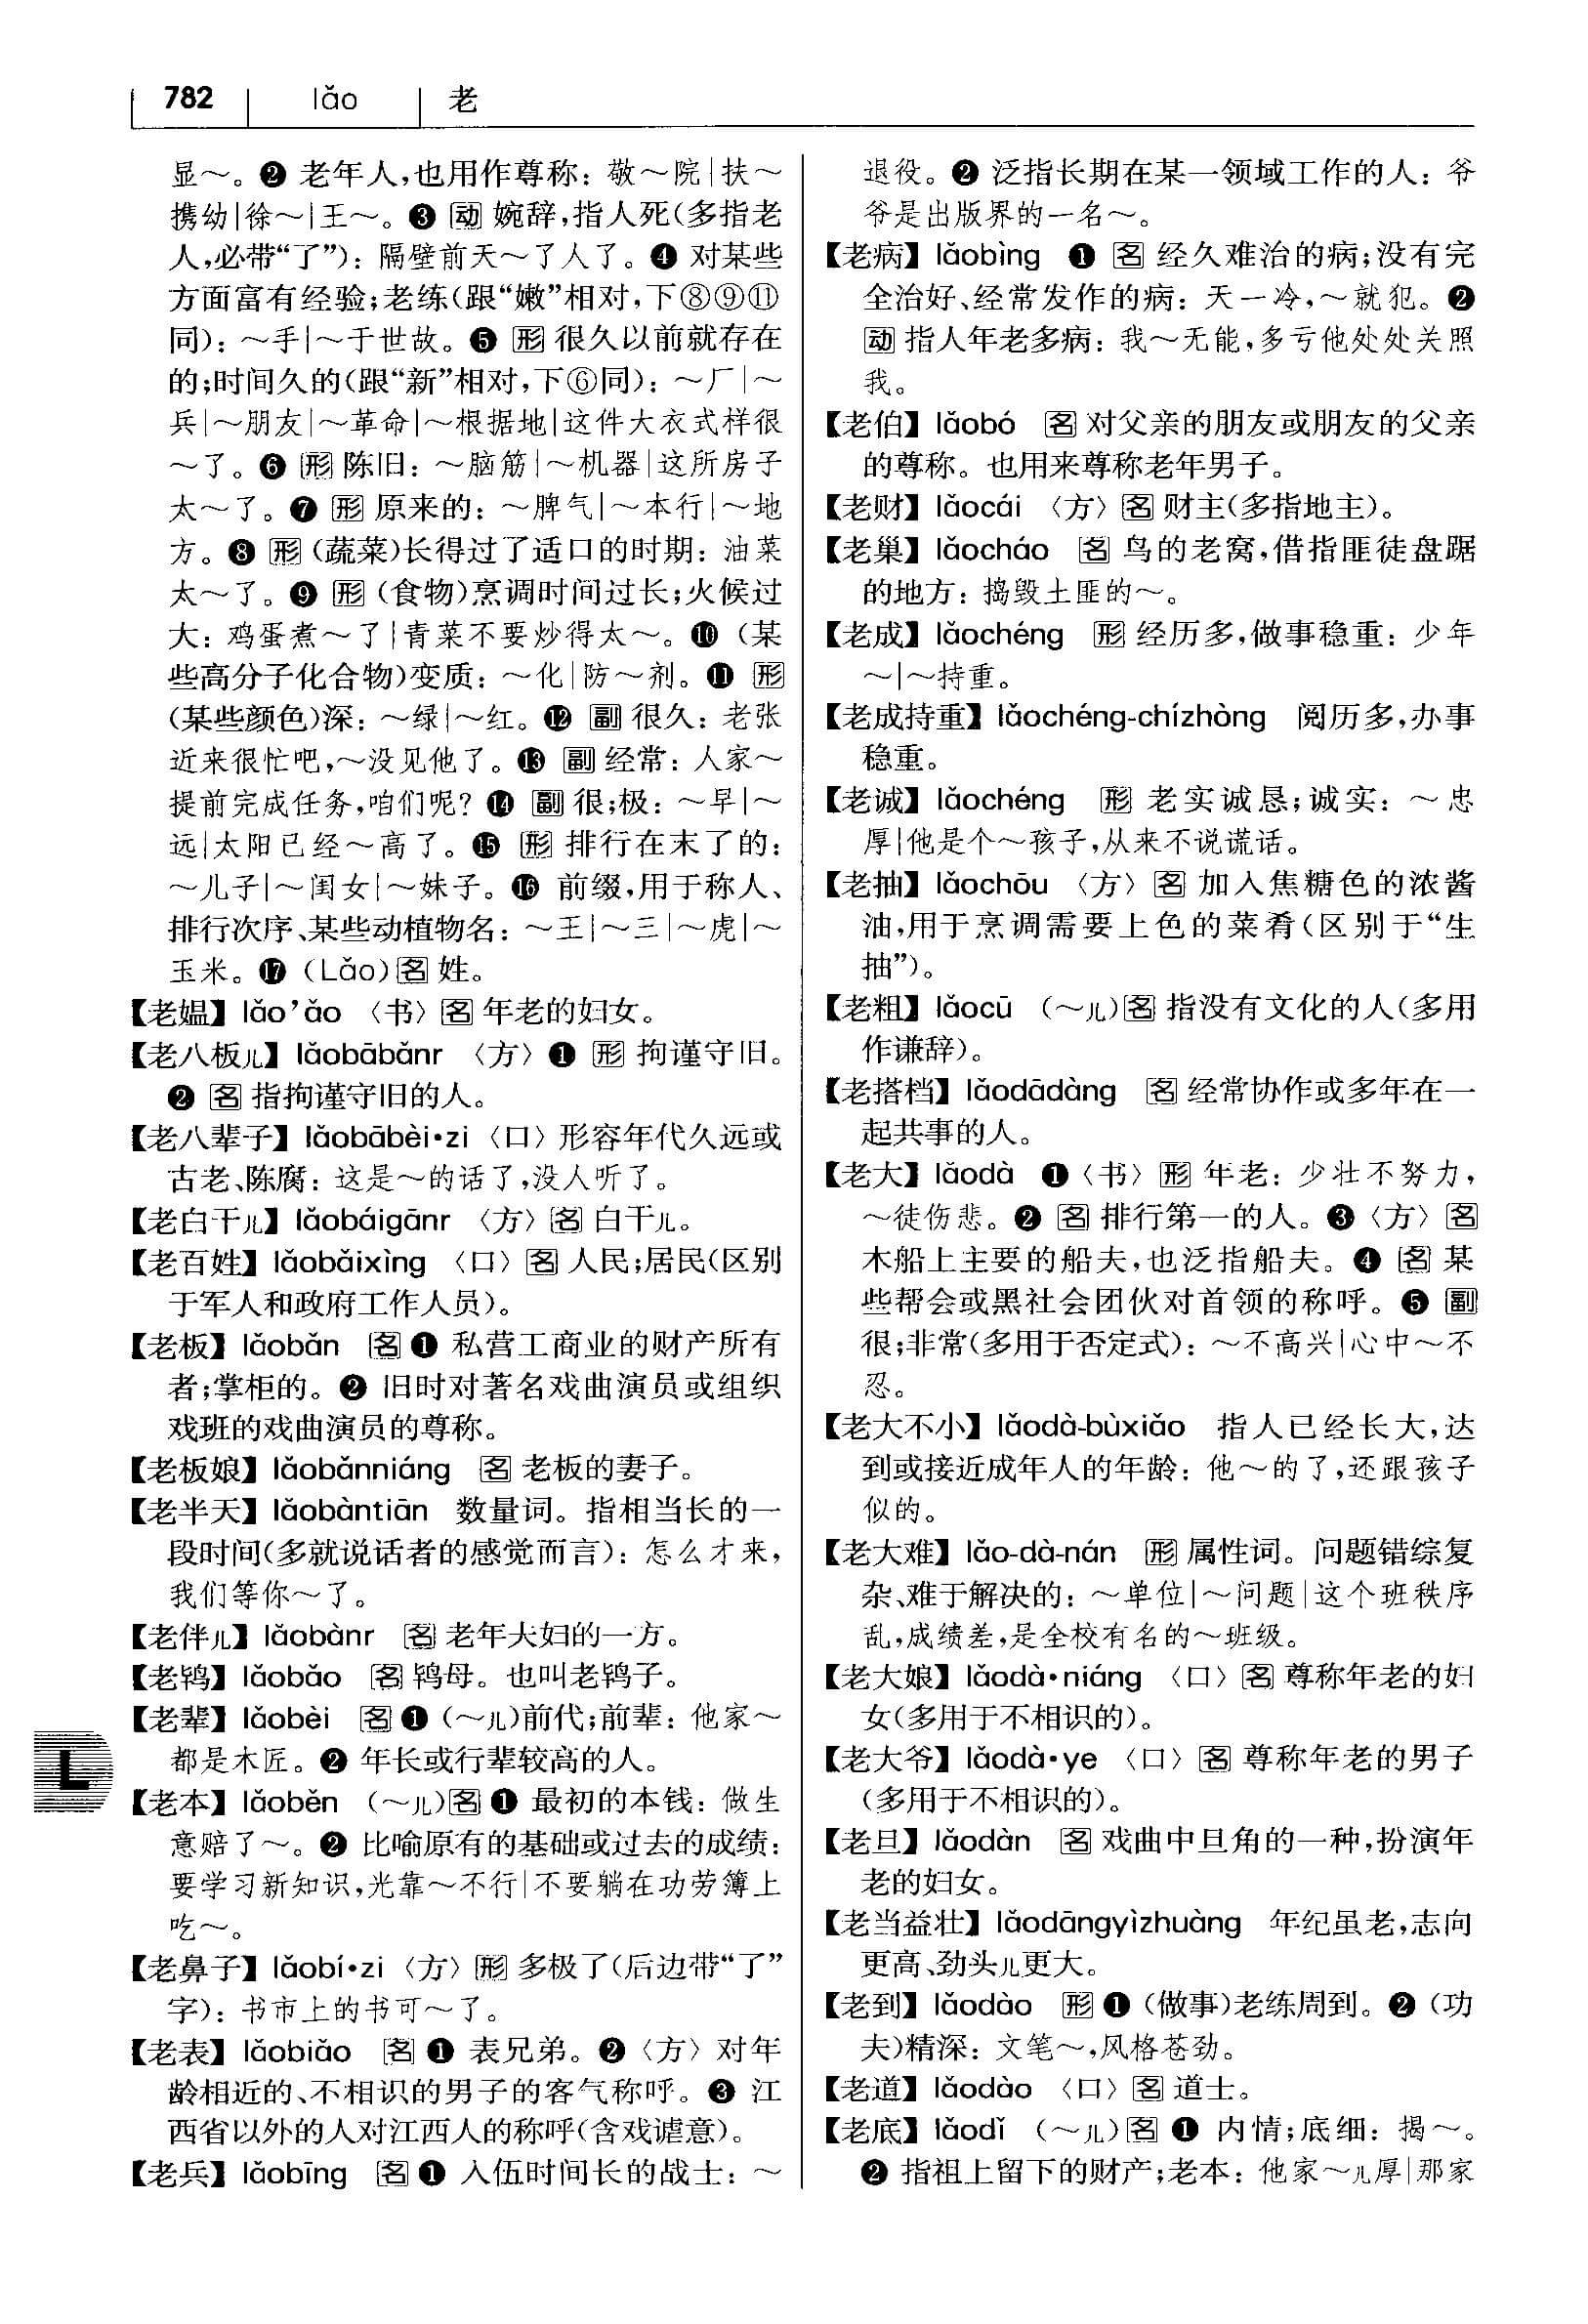 782 lǎo 老
显～。❷ 老年人,也用作尊称：敬～院|扶～
携幼|徐～|王～。❸ 动 婉辞,指人死(多指老
人,必带“了”)：隔壁前天～了人了。❹ 对某些
方面富有经验;老练(跟“嫩”相对,下⑧⑨⑪
同)：～手|～于世故。❺ 形 很久以前就存在
的;时间久的(跟“新”相对,下⑥同)：～厂|～
兵|～朋友|～革命|～根据地|这件大衣式样很
～了。❻ 形 陈旧：～脑筋|～机器|这所房子
太～了。❼ 形 原来的：～脾气|～本行|～地
方。❽ 形 (蔬菜)长得过了适口的时期：油菜
太～了。❾ 形 (食物)烹调时间过长;火候过
大：鸡蛋煮～了|青菜不要炒得太～。❿ (某
些高分子化合物)变质：～化|防～剂。⓫ 形
(某些颜色)深：～绿|～红。⓬ 副 很久：老张
近来很忙吧,～没见他了。⓭ 副 经常：人家～
提前完成任务,咱们呢? ⓮ 副 很;极：～早|～
远|太阳已经～高了。⓯ 形 排行在末了的：
～儿子|～闺女|～妹子。⓰ 前缀,用于称人、
排行次序、某些动植物名：～王|～三|～虎|～
玉米。⓱ (Lǎo)名 姓。
【老媪】lǎo’ǎo 〈书〉名 年老的妇女。
【老八板儿】lǎobābǎnr 〈方〉❶ 形 拘谨守旧。
❷ 名 指拘谨守旧的人。
【老八辈子】lǎobābèi•zi〈口〉形容年代久远或
古老、陈腐：这是～的话了,没人听了。
【老白干儿】lǎobáigānr 〈方〉名 白干儿。
【老百姓】lǎobǎixìng 〈口〉名 人民;居民(区别
于军人和政府工作人员)。
【老板】lǎobǎn 名 ❶ 私营工商业的财产所有
者;掌柜的。❷ 旧时对著名戏曲演员或组织
戏班的戏曲演员的尊称。
【老板娘】lǎobǎnniáng 名 老板的妻子。
【老半天】lǎobàntiān 数量词。指相当长的一
段时间(多就说话者的感觉而言)：怎么才来,
我们等你～了。
【老伴儿】lǎobànr 名 老年夫妇的一方。
【老鸨】lǎobǎo 名 鸨母。也叫老鸨子。
【老辈】lǎobèi 名 ❶ (～儿)前代;前辈：他家～
都是木匠。❷ 年长或行辈较高的人。
【老本】lǎoběn (～儿)名 ❶ 最初的本钱：做生
意赔了～。❷ 比喻原有的基础或过去的成绩：
要学习新知识,光靠～不行|不要躺在功劳簿上
吃～。
【老鼻子】lǎobí•zi〈方〉形 多极了(后边带“了”
字)：书市上的书可～了。
【老表】lǎobiǎo 名 ❶ 表兄弟。❷〈方〉对年
龄相近的、不相识的男子的客气称呼。❸ 江
西省以外的人对江西人的称呼(含戏谑意)。
【老兵】lǎobīng 名 ❶ 入伍时间长的战士：～
L
退役。❷ 泛指长期在某一领域工作的人：爷
爷是出版界的一名～。
【老病】lǎobìng ❶ 名 经久难治的病;没有完
全治好、经常发作的病：天一冷,～就犯。❷
动 指人年老多病：我～无能,多亏他处处关照
我。
【老伯】lǎobó 名 对父亲的朋友或朋友的父亲
的尊称。也用来尊称老年男子。
【老财】lǎocái 〈方〉名 财主(多指地主)。
【老巢】lǎocháo 名 鸟的老窝,借指匪徒盘踞
的地方：捣毁土匪的～。
【老成】lǎochéng 形 经历多,做事稳重：少年
～|～持重。
【老成持重】lǎochéng-chízhòng 阅历多,办事
稳重。
【老诚】lǎochéng 形 老实诚恳;诚实：～忠
厚|他是个～孩子,从来不说谎话。
【老抽】lǎochōu 〈方〉名 加入焦糖色的浓酱
油,用于烹调需要上色的菜肴(区别于“生
抽”)。
【老粗】lǎocū (～儿)名 指没有文化的人(多用
作谦辞)。
【老搭档】lǎodādàng 名 经常协作或多年在一
起共事的人。
【老大】lǎodà ❶〈书〉形 年老：少壮不努力,
～徒伤悲。❷ 名 排行第一的人。❸〈方〉名
木船上主要的船夫,也泛指船夫。❹ 名 某
些帮会或黑社会团伙对首领的称呼。❺ 副
很;非常(多用于否定式)：～不高兴|心中～不
忍。
【老大不小】lǎodà-bùxiǎo 指人已经长大,达
到或接近成年人的年龄：他～的了,还跟孩子
似的。
【老大难】lǎo-dà-nán 形 属性词。问题错综复
杂、难于解决的：～单位|～问题|这个班秩序
乱,成绩差,是全校有名的～班级。
【老大娘】lǎodà•niáng 〈口〉名 尊称年老的妇
女(多用于不相识的)。
【老大爷】lǎodà•ye 〈口〉名 尊称年老的男子
(多用于不相识的)。
【老旦】lǎodàn 名 戏曲中旦角的一种,扮演年
老的妇女。
【老当益壮】lǎodāngyìzhuàng 年纪虽老,志向
更高、劲头儿更大。
【老到】lǎodào 形 ❶ (做事)老练周到。❷ (功
夫)精深：文笔～,风格苍劲。
【老道】lǎodào 〈口〉名 道士。
【老底】lǎodǐ (～儿)名 ❶ 内情;底细：揭～。
❷ 指祖上留下的财产;老本：他家～儿厚|那家